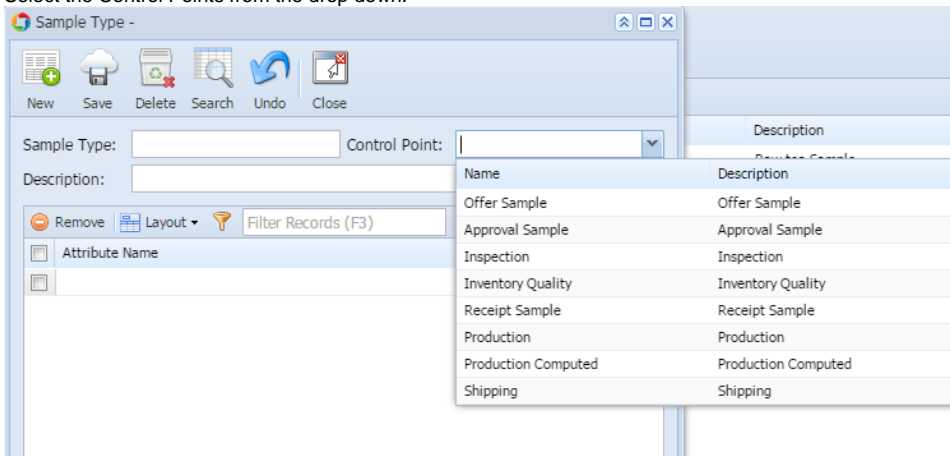 Select the Control Points from the drop down.
Sample Type -
New Save Delete Search Undo Close
Sample Type: Control Point:
Description
Description:
Name Description
Offer Sample Offer Sample
Remove Layout Filter Records (F3)
Approval Sample Approval Sample
Attribute Name
Inspection Inspection
Inventory Quality Inventory Quality
Receipt Sample Receipt Sample
Production Production
Production Computed Production Computed
Shipping Shipping